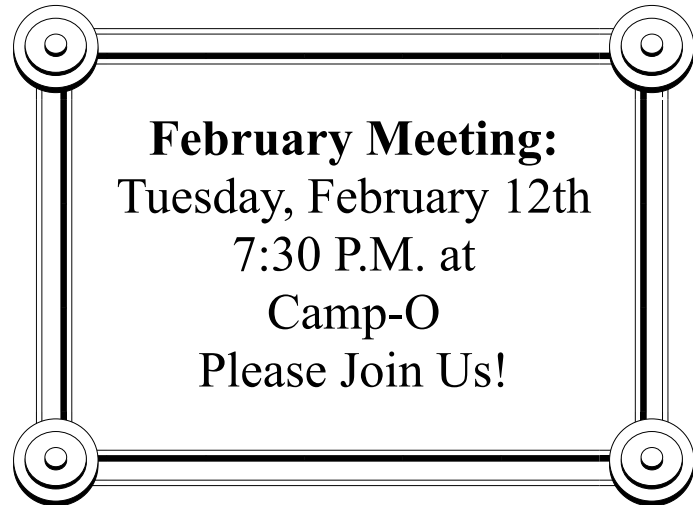 February Meeting:
Tuesday, February 12th
7:30 P.M. at
Camp-O
Please Join Us!